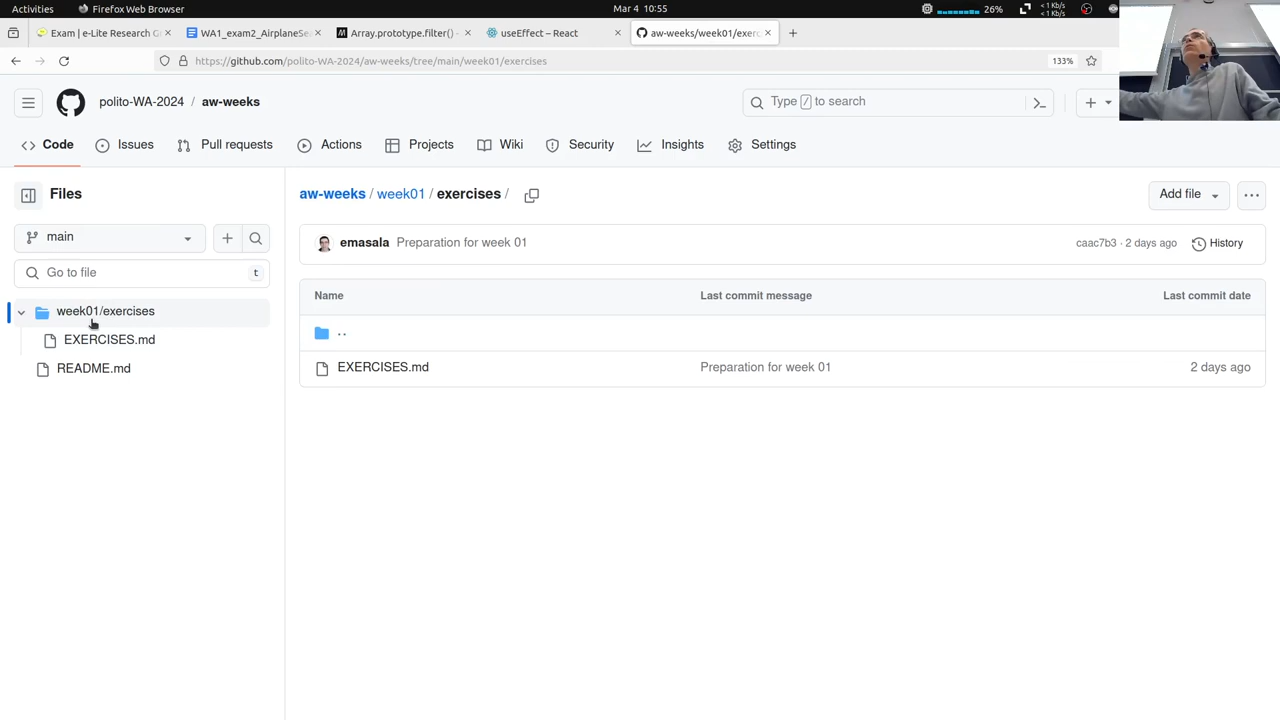 Activities Firefox Web Browser Mar 4 10:55 26% < 1 Kb/s < 1 Kb/s
Exam | e-Lite Research G WA1_exam2_AirplaneSe Array.prototype.filter() - useEffect – React aw-weeks/week01/exerc
https://github.com/polito-WA-2024/aw-weeks/tree/main/week01/exercises 133%
polito-WA-2024 / aw-weeks Type / to search
Code Issues Pull requests Actions Projects Wiki Security Insights Settings
Files
aw-weeks / week01 / exercises / Add file
main
emasala Preparation for week 01 caac7b3 · 2 days ago History
Go to file t
Name Last commit message Last commit date
week01/exercises
..
EXERCISES.md
EXERCISES.md Preparation for week 01 2 days ago
README.md